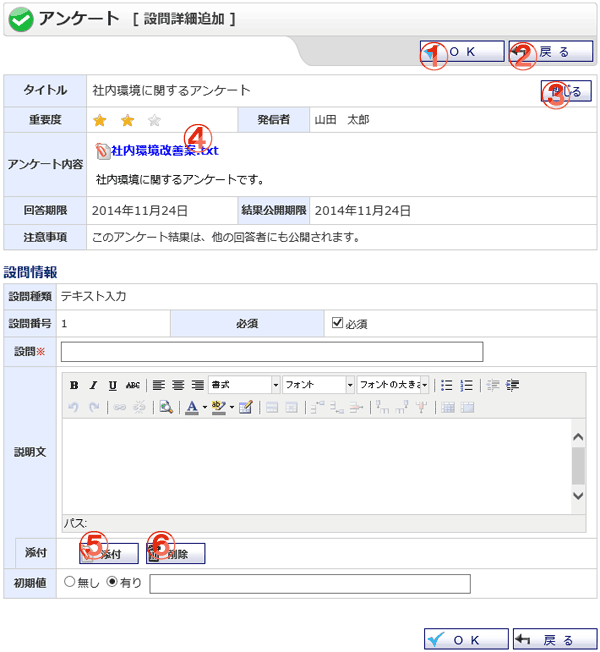 アンケート [ 設問詳細追加 ]
① OK ② 戻る
タイトル 社内環境に関するアンケート ③ 閉じる
重要度 発信者 山田 太郎
④
アンケート内容 社内環境改善案.txt
社内環境に関するアンケートです。
回答期限 2014年11月24日 結果公開期限 2014年11月24日
注意事項 このアンケート結果は、他の回答者にも公開されます。
設問情報
設問種類 テキスト入力
設問番号 1 必須 必須
設問※
説明文
B I U ABC 書式 フォント フォントの大きさ
A ab
パス:
添付 ⑤ 添付 ⑥ 削除
初期値 無し 有り
OK 戻る